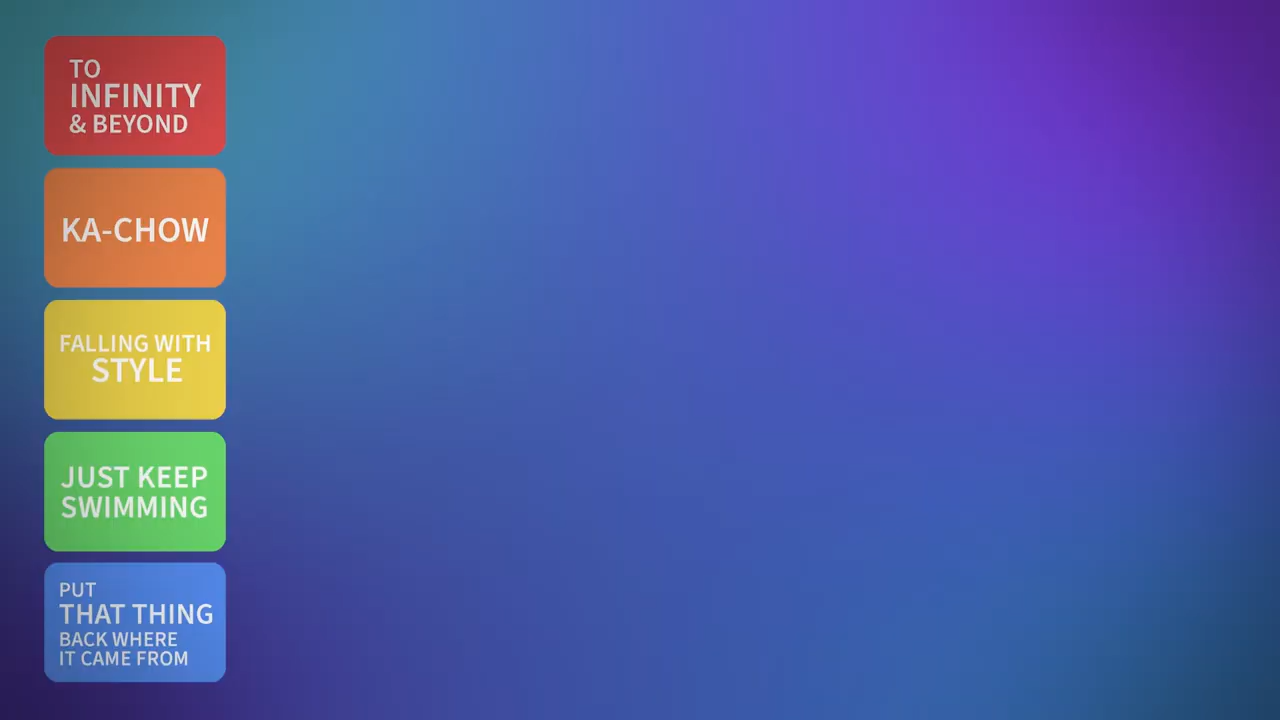 TO
INFINITY
& BEYOND
KA-CHOW
FALLING WITH
STYLE
JUST KEEP
SWIMMING
PUT
THAT THING
BACK WHERE
IT CAME FROM